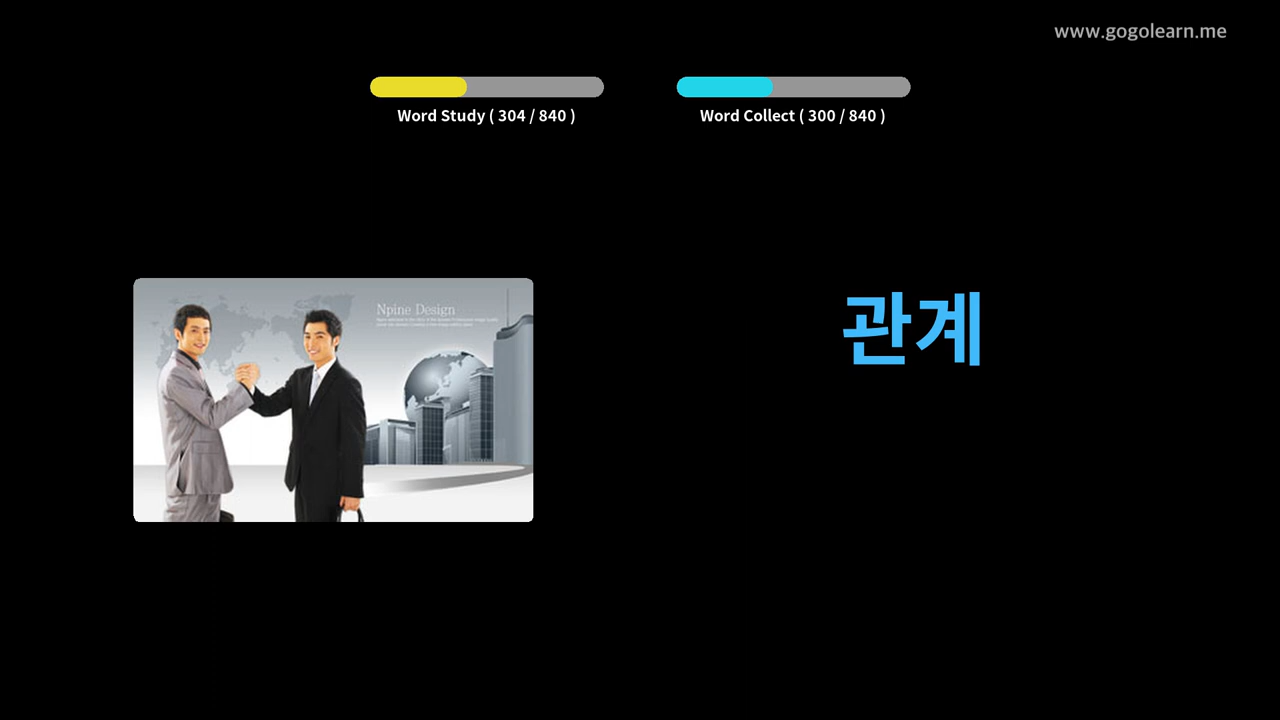 www.gogolearn.me
Word Study ( 304 / 840 )
Word Collect ( 300 / 840 )
Npine Design
관계